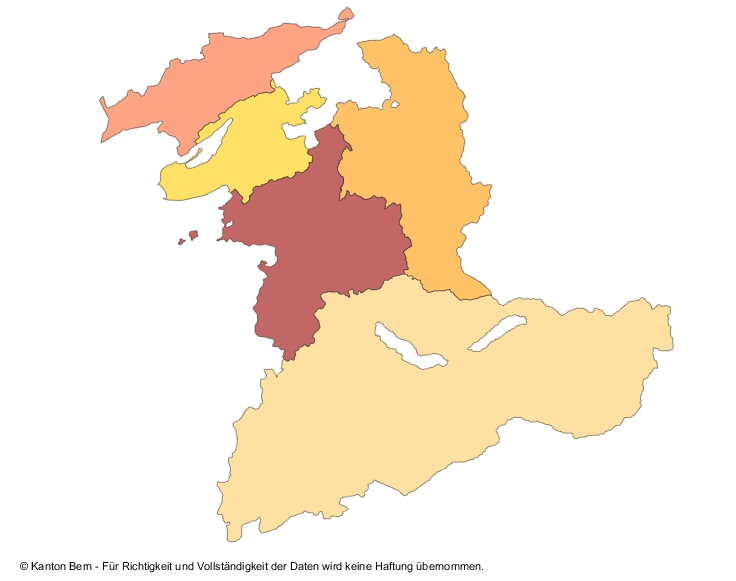 © Kanton Bern - Für Richtigkeit und Vollständigkeit der Daten wird keine Haftung übernommen.